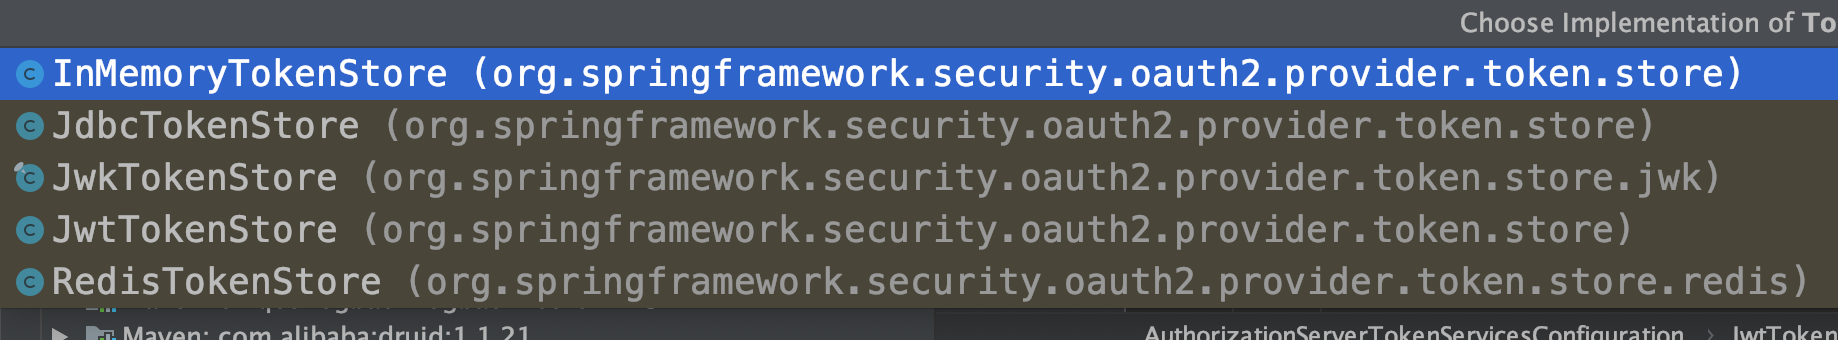 Choose Implementation of To
InMemoryTokenStore (org.springframework.security.oauth2.provider.token.store)
JdbcTokenStore (org.springframework.security.oauth2.provider.token.store)
JwkTokenStore (org.springframework.security.oauth2.provider.token.store.jwk)
JwtTokenStore (org.springframework.security.oauth2.provider.token.store)
RedisTokenStore (org.springframework.security.oauth2.provider.token.store.redis)
Maven: com.alibaba:druid:1.1.21
AuthorizationServerTokenServicesConfiguration › JwtToken